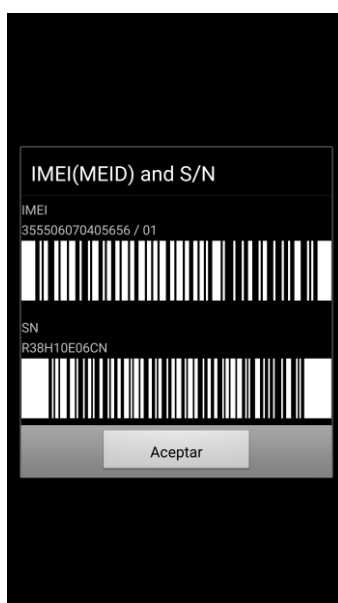 IMEI(MEID) and S/N
IMEI
355506070405656 / 01
SN
R38H10E06CN
Aceptar